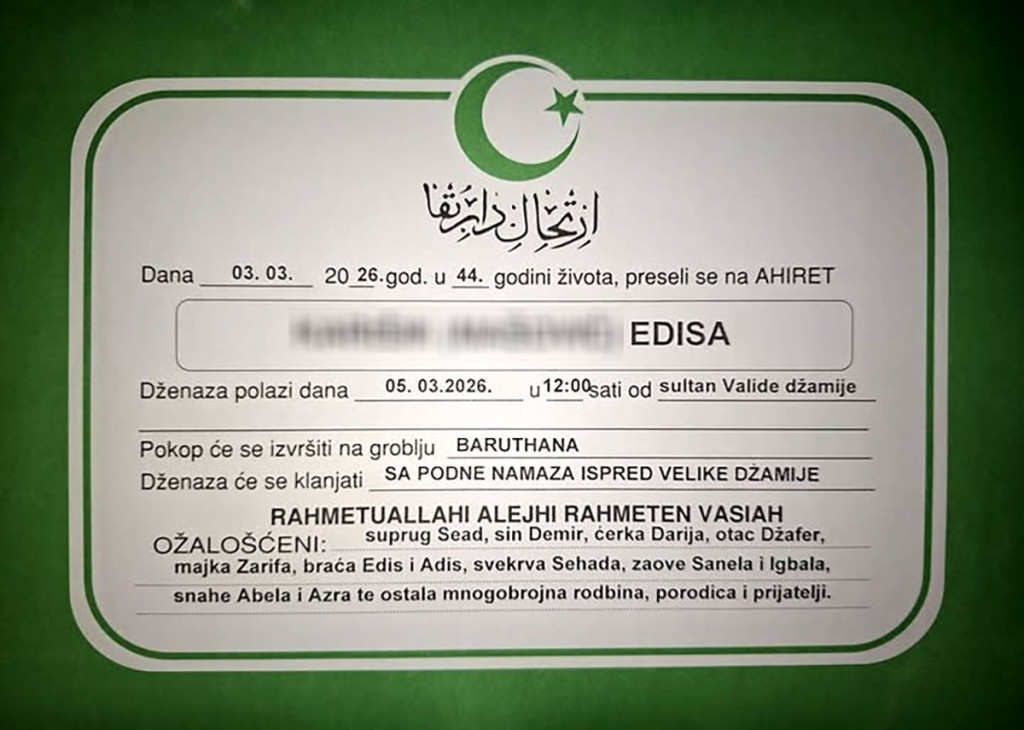 ارتحال دار بقا
Dana 03. 03. 20 26. god. u 44. godini života, preseli se na AHIRET
EDISA
Dženaza polazi dana 05. 03.2026. u 12:00 sati od sultan Valide džamije
Pokop će se izvršiti na groblju BARUTHANA
Dženaza će se klanjati SA PODNE NAMAZA ISPRED VELIKE DŽAMIJE
RAHMETUALLAHI ALEJHI RAHMETEN VASIAH
OŽALOŠĆENI: suprug Sead, sin Demir, ćerka Darija, otac Džafer,
majka Zarifa, braća Edis i Adis, svekrva Sehada, zaove Sanela i Igbala,
snahe Abela i Azra te ostala mnogobrojna rodbina, porodica i prijatelji.